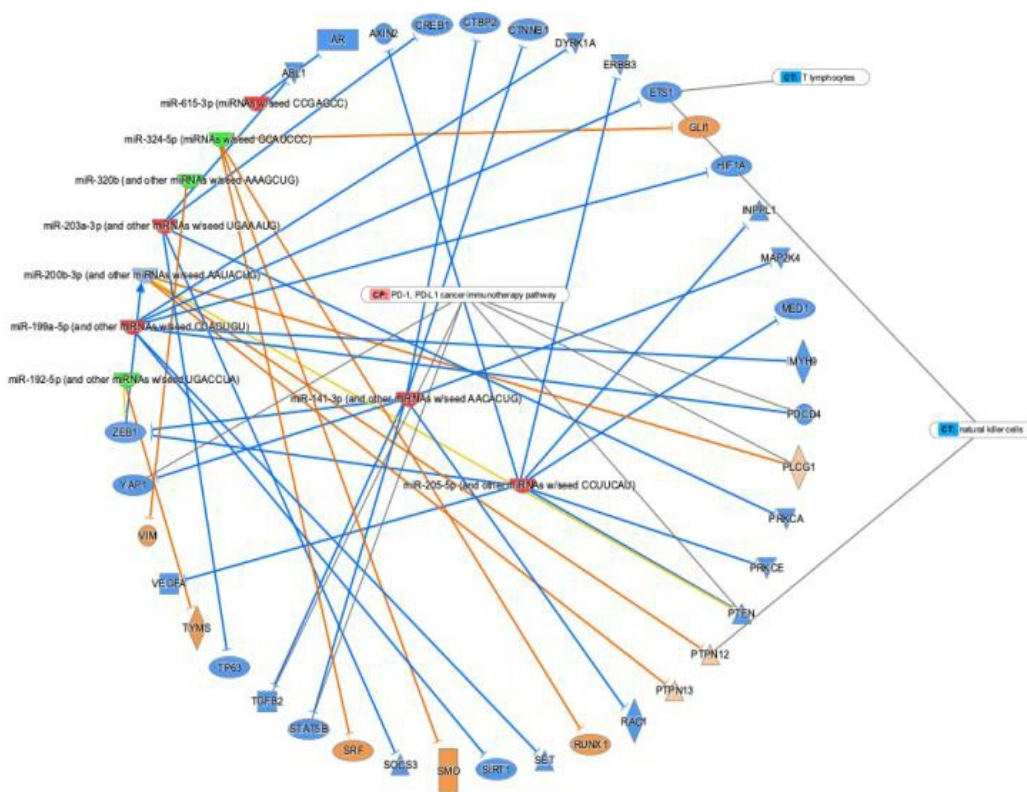 CREB1
CTBP2
CTNNB1
AXIN2
AR
DYRK1A
ERBB3
ABL1
CT: T lymphocytes
ETS1
miR-615-3p (miRNAs w/seed CCGAGCC)
GLI1
miR-324-5p (miRNAs w/seed GCAUCCC)
HIF1A
miR-320b (and other miRNAs w/seed AAAGCUG)
INPPL1
miR-203a-3p (and other miRNAs w/seed UGAAAUG)
MAP2K4
miR-200b-3p (and other miRNAs w/seed AAUACUG)
CP: PD-1, PD-L1 cancer immunotherapy pathway
MED1
miR-199a-5p (and other miRNAs w/seed CCAGUGU)
MYH9
miR-192-5p (and other miRNAs w/seed UGACCUA)
miR-141-3p (and other miRNAs w/seed AACACUG)
PDCD4
ZEB1
CT: natural killer cells
PLCG1
YAP1
miR-205-5p (and other miRNAs w/seed CCUUCAU)
PRKCA
VIM
PRKCE
VEGFA
PTEN
TYMS
PTPN12
TP63
PTPN13
TGFB2
STAT5B
RAC1
SRF
RUNX1
SOCS3
SMO
SIRT1
SET